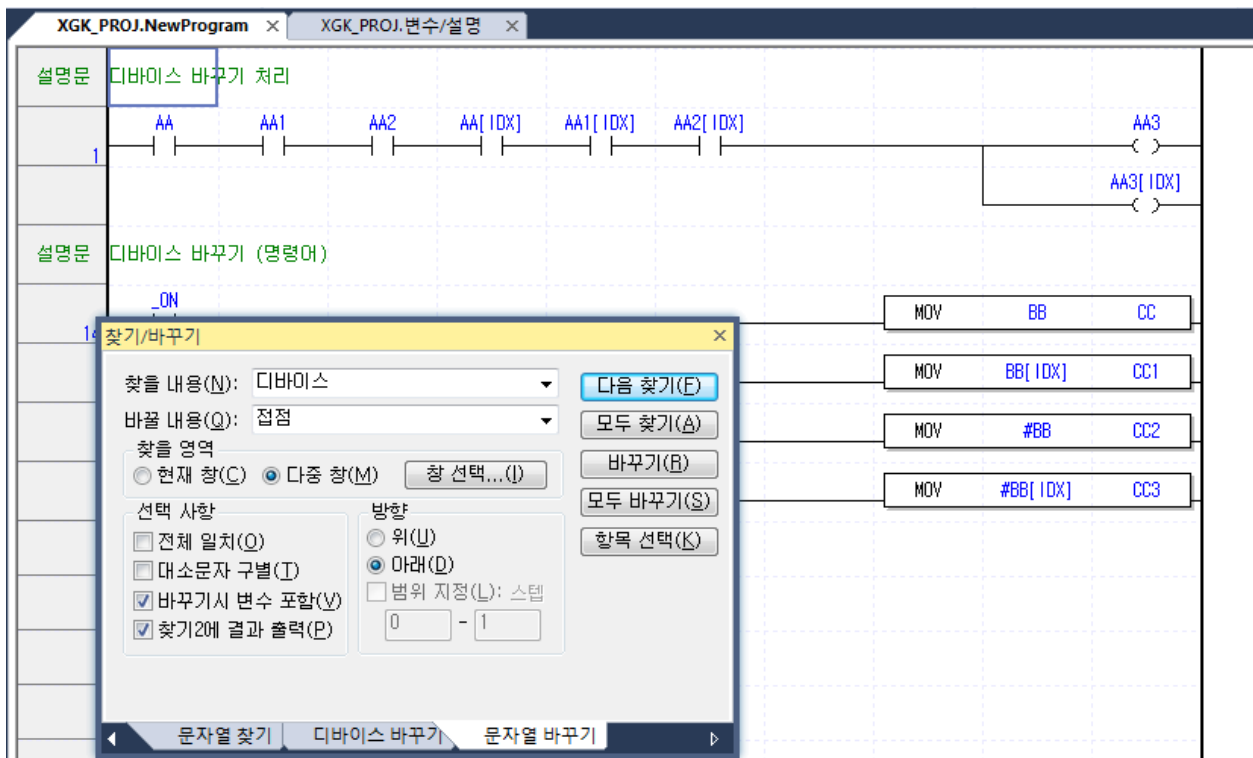 XGK_PROJ.NewProgram × XGK_PROJ.변수/설명 ×
설명문 디바이스 바꾸기 처리
AA AA1 AA2 AA[IDX] AA1[IDX] AA2[IDX] AA3
1
AA3[IDX]
설명문 디바이스 바꾸기 (명령어)
_ON
14
MOV BB CC
MOV BB[IDX] CC1
MOV #BB CC2
MOV #BB[IDX] CC3
찾기/바꾸기 ×
찾을 내용(N): 디바이스 다음 찾기(F)
바꿀 내용(Q): 접점 모두 찾기(A)
찾을 영역
현재 창(C) 다중 창(M) 창 선택...(I) 바꾸기(R)
모두 바꾸기(S)
선택 사항 방향
전체 일치(O) 위(U) 항목 선택(K)
대소문자 구별(T) 아래(D)
바꾸기시 변수 포함(V) 범위 지정(L): 스텝
찾기2에 결과 출력(P) 0 - 1
문자열 찾기 디바이스 바꾸기 문자열 바꾸기